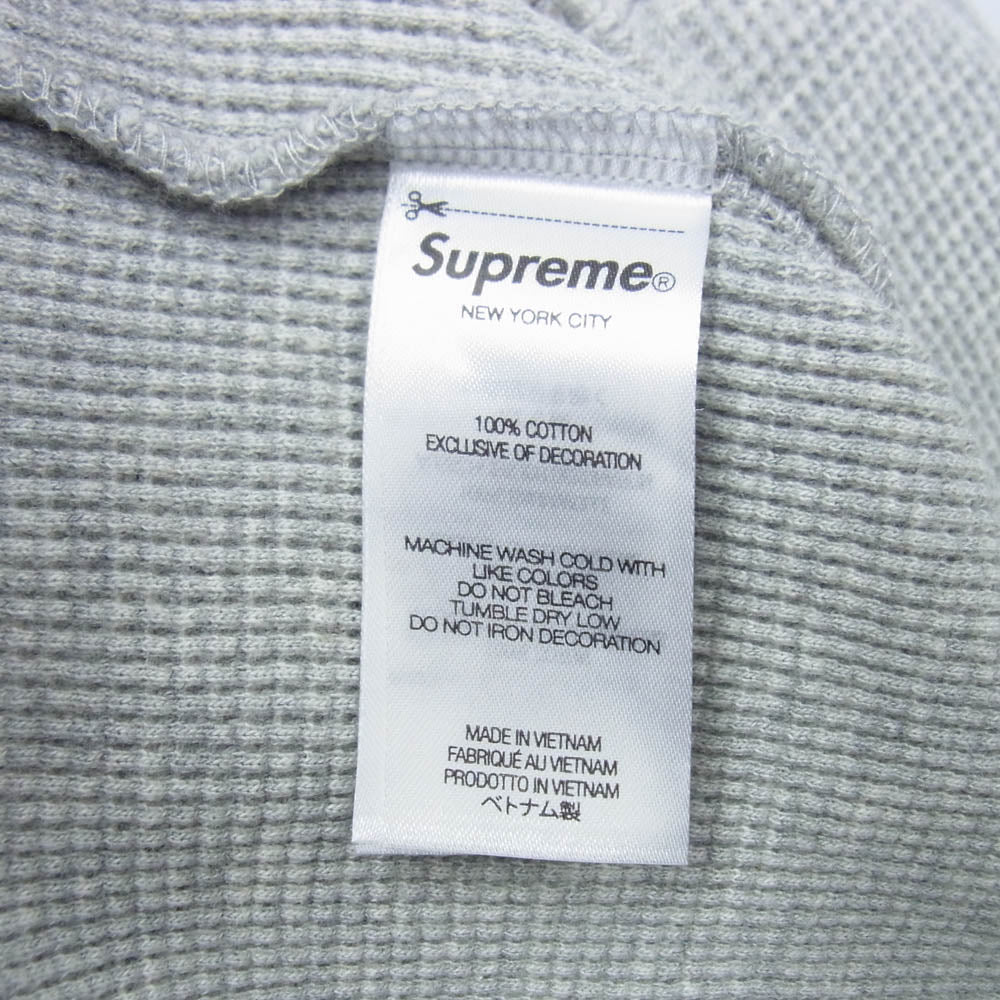 Supreme®
NEW YORK CITY
100% COTTON
EXCLUSIVE OF DECORATION
MACHINE WASH COLD WITH
LIKE COLORS
DO NOT BLEACH
TUMBLE DRY LOW
DO NOT IRON DECORATION
MADE IN VIETNAM
FABRIQUÉ AU VIETNAM
PRODOTTO IN VIETNAM
ベトナム製